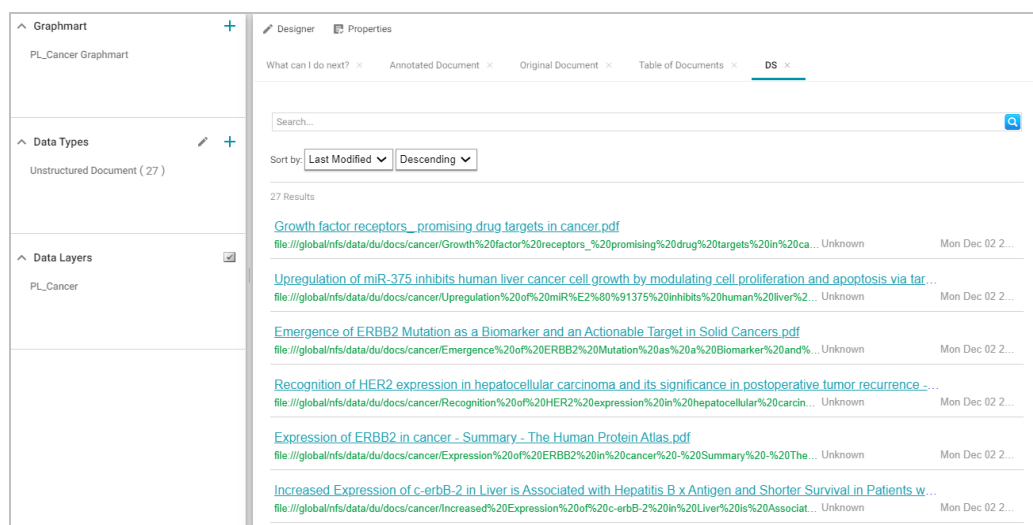 Graphmart
PL_Cancer Graphmart
Data Types
Unstructured Document ( 27 )
Data Layers
PL_Cancer
Designer Properties
What can I do next? × Annotated Document × Original Document × Table of Documents × DS ×
Search...
Sort by: Last Modified Descending
27 Results
Growth factor receptors_ promising drug targets in cancer.pdf
file:///global/nfs/data/du/docs/cancer/Growth%20factor%20receptors_%20promising%20drug%20targets%20in%20ca... Unknown Mon Dec 02 2...
Upregulation of miR-375 inhibits human liver cancer cell growth by modulating cell proliferation and apoptosis via tar...
file:///global/nfs/data/du/docs/cancer/Upregulation%20of%20miR%E2%80%91375%20inhibits%20human%20liver%2... Unknown Mon Dec 02 2...
Emergence of ERBB2 Mutation as a Biomarker and an Actionable Target in Solid Cancers.pdf
file:///global/nfs/data/du/docs/cancer/Emergence%20of%20ERBB2%20Mutation%20as%20a%20Biomarker%20and%... Unknown Mon Dec 02 2...
Recognition of HER2 expression in hepatocellular carcinoma and its significance in postoperative tumor recurrence -...
file:///global/nfs/data/du/docs/cancer/Recognition%20of%20HER2%20expression%20in%20hepatocellular%20carcin... Unknown Mon Dec 02 2...
Expression of ERBB2 in cancer - Summary - The Human Protein Atlas.pdf
file:///global/nfs/data/du/docs/cancer/Expression%20of%20ERBB2%20in%20cancer%20-%20Summary%20-%20The... Unknown Mon Dec 02 2...
Increased Expression of c-erbB-2 in Liver is Associated with Hepatitis B x Antigen and Shorter Survival in Patients w...
file:///global/nfs/data/du/docs/cancer/Increased%20Expression%20of%20c-erbB-2%20in%20Liver%20is%20Associat... Unknown Mon Dec 02 2...